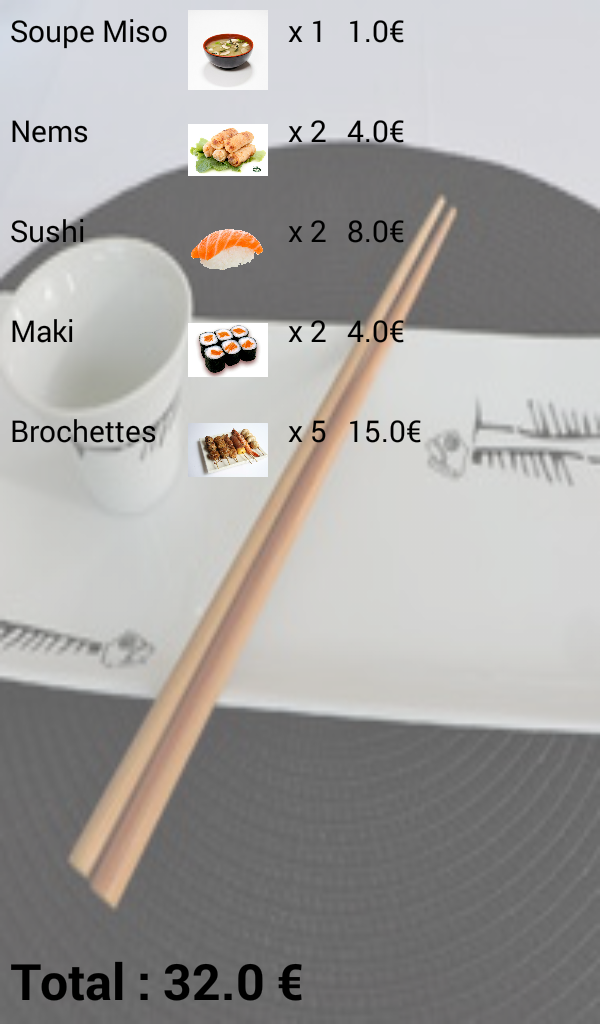 Soupe Miso x 1 1.0€
Nems x 2 4.0€
Sushi x 2 8.0€
Maki x 2 4.0€
Brochettes x 5 15.0€
Total : 32.0 €